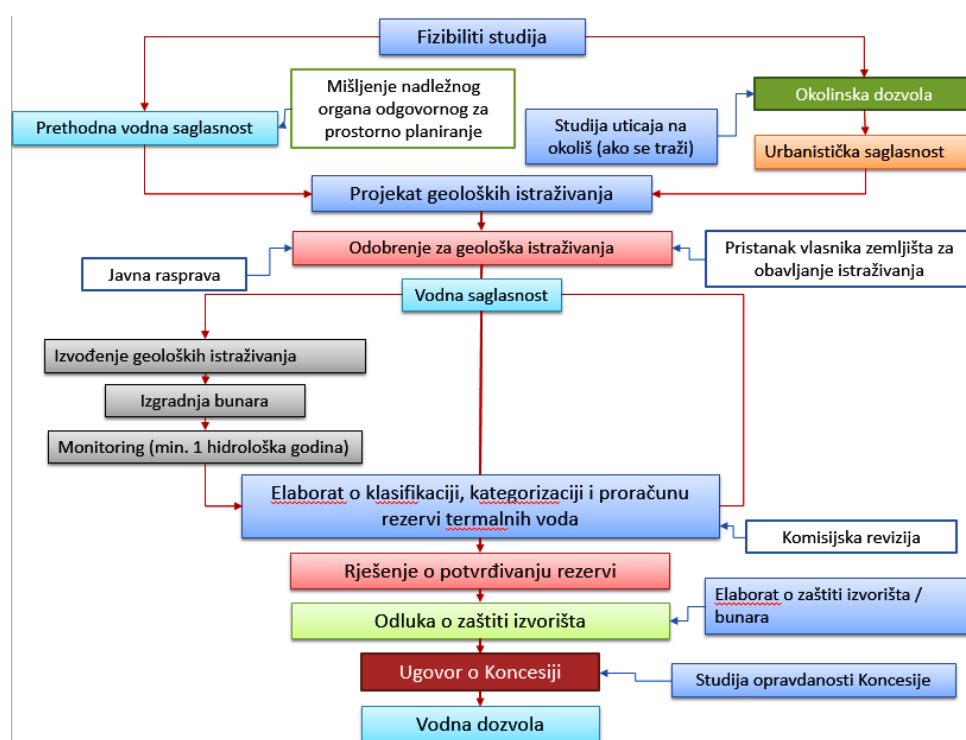 Fizibiliti studija
Mišljenje nadležnog
organa odgovornog za
prostorno planiranje
Okolinska dozvola
Prethodna vodna saglasnost
Studija uticaja na
okoliš (ako se traži)
Urbanistička saglasnost
Projekat geoloških istraživanja
Odobrenje za geološka istraživanja
Pristanak vlasnika zemljišta za
obavljanje istraživanja
Javna rasprava
Vodna saglasnost
Izvođenje geoloških istraživanja
Izgradnja bunara
Monitoring (min. 1 hidrološka godina)
Elaborat o klasifikaciji, kategorizaciji i proračunu
rezervi termalnih voda
Komisijska revizija
Rješenje o potvrđivanju rezervi
Elaborat o zaštiti izvorišta /
bunara
Odluka o zaštiti izvorišta
Ugovor o Koncesiji
Studija opravdanosti Koncesije
Vodna dozvola